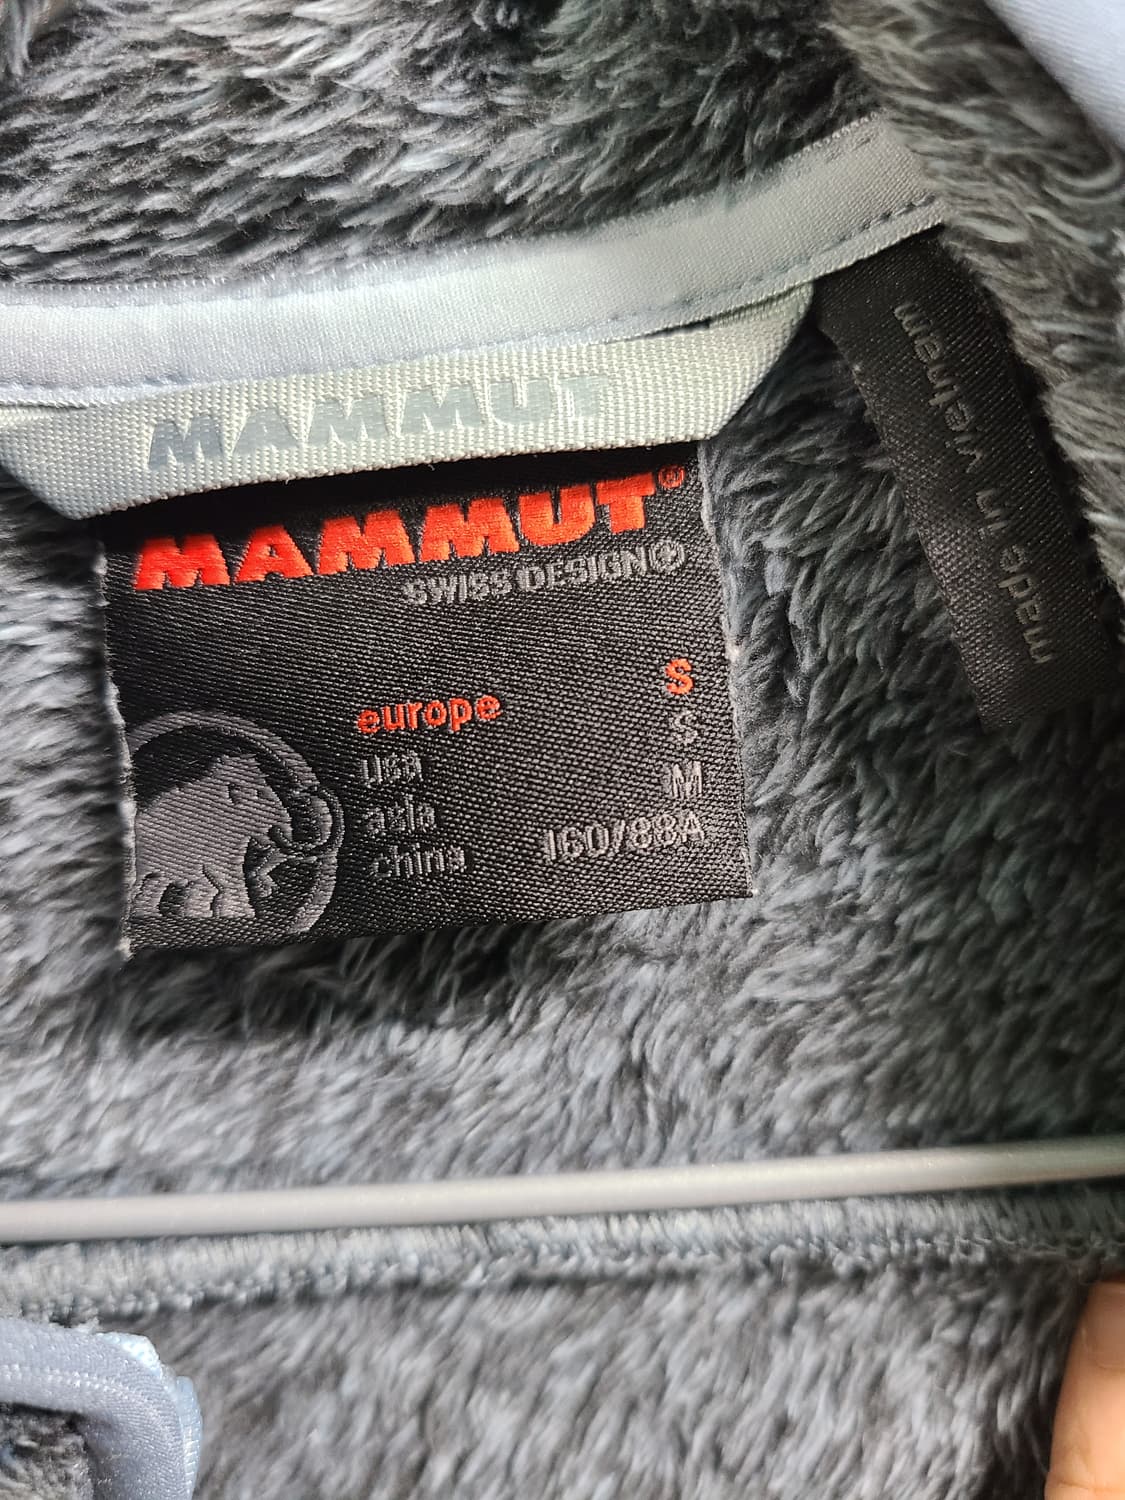 MAMMUT
MAMMUT®
SWISS DESIGN
europe S
usa S
asia M
china 160/88A
made in vietnam